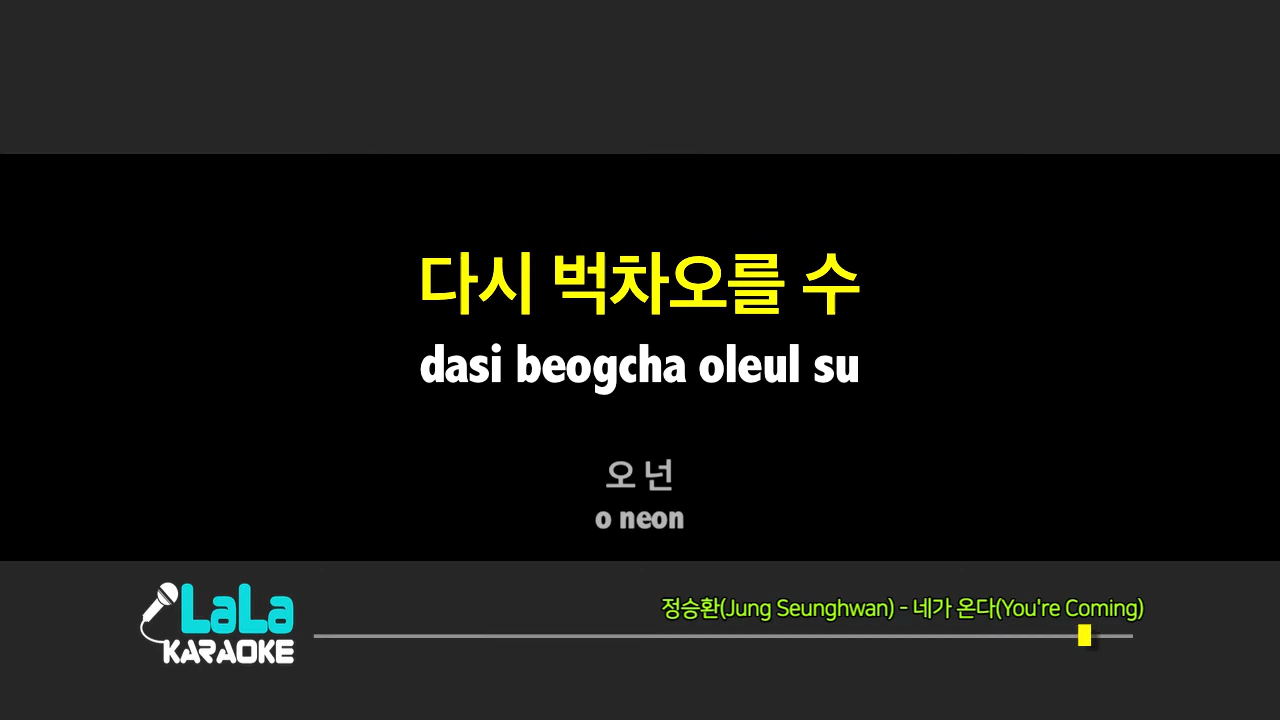 다시 벅차오를 수
dasi beogcha oleul su
오 넌
o neon
정승환(Jung Seunghwan) - 네가 온다(You're Coming)
LaLa
KARAOKE